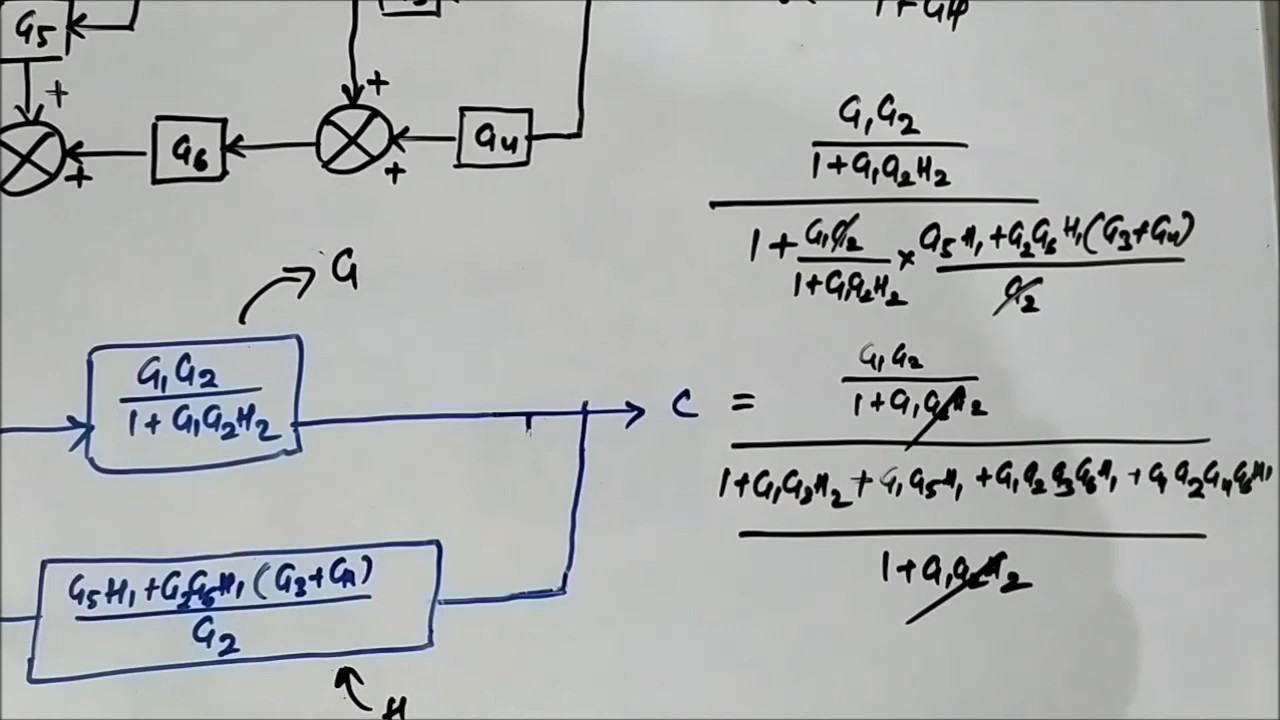 G5
+
+
G6
+
+
G4
1+GH
G1G2
1+G1G2H2
1+ G1G2 × G5H1+G2G6H1(G3+G4)
1+G1G2H2
G2
G
G1G2
1+G1G2H2
C = G1G2
1+G1G2H2
1+G1G2H2+G1G5H1+G1G2G3G6H1+G1G2G4G6H1
1+G1G2H2
G5H1+G2G6H1(G3+G4)
G2
H